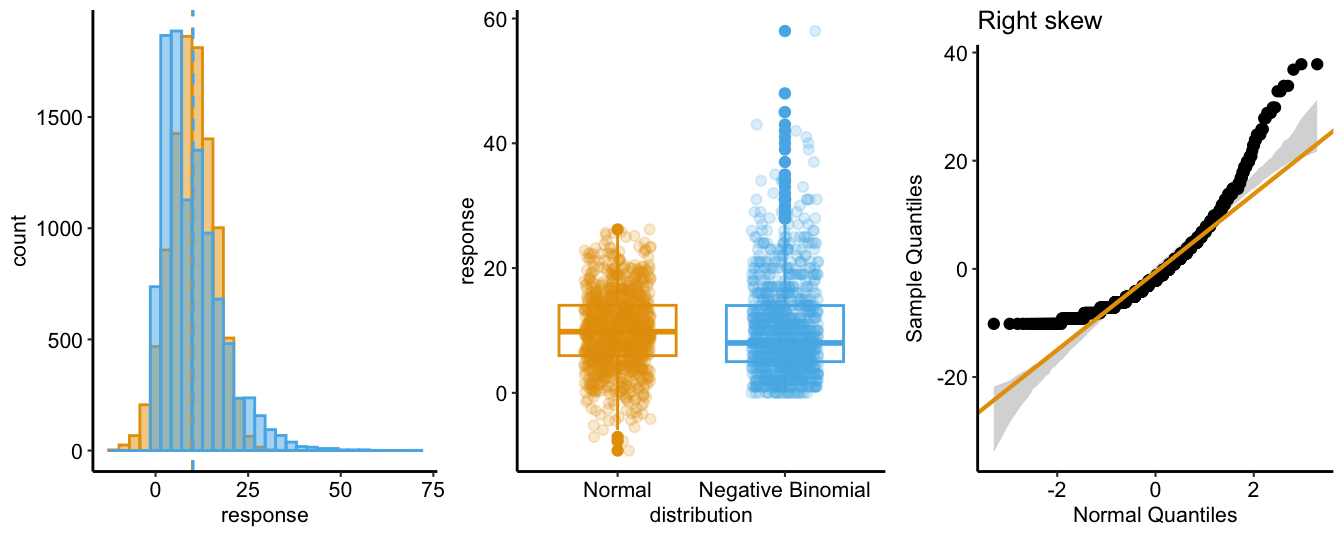 count
1500
1000
500
0
0
25
50
75
response
response
60
40
20
0
Normal
Negative Binomial
distribution
Right skew
Sample Quantiles
40
20
0
-20
-2
0
2
Normal Quantiles